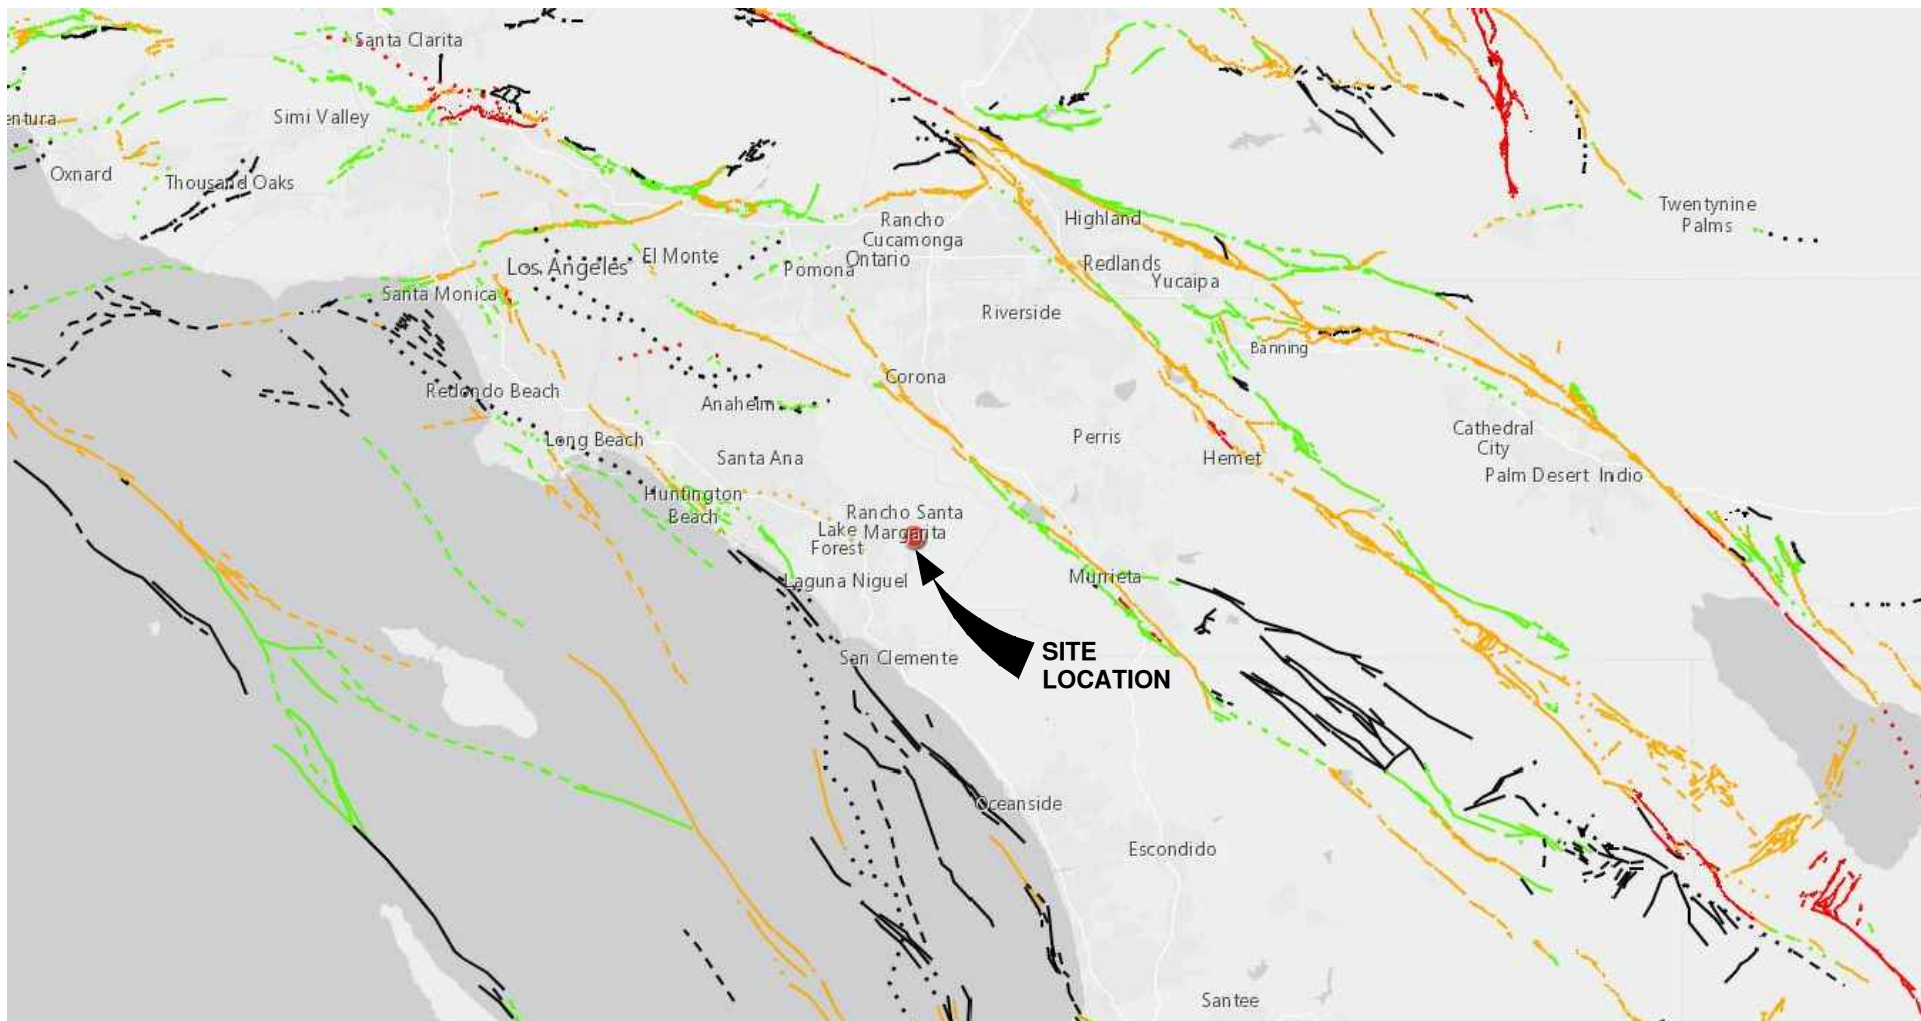 Santa Clarita
entura
Simi Valley
Oxnard
Thousand Oaks
Twentynine
Palms
Rancho
Cucamonga
Highland
Los Angeles
El Monte
Pomona
Ontario
Redlands
Yucaipa
Santa Monica
Riverside
Banning
Corona
Redondo Beach
Anaheim
Long Beach
Santa Ana
Perris
Hemet
Cathedral
City
Palm Desert
Indio
Huntington
Beach
Rancho Santa
Margarita
Lake
Forest
Laguna Niguel
Murrieta
SITE
LOCATION
San Clemente
Oceanside
Escondido
Santee